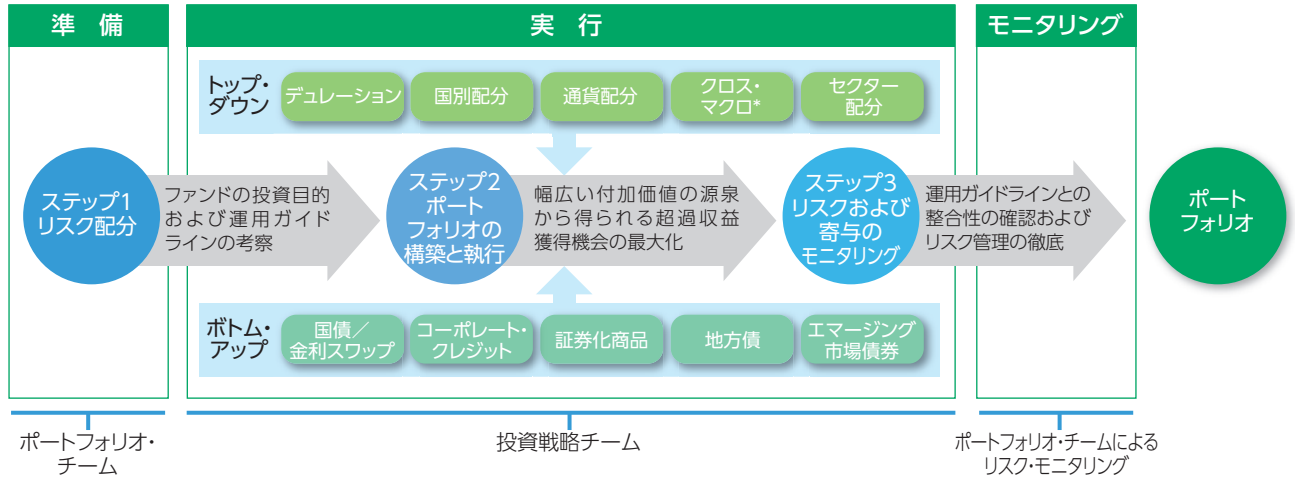 準 備
実 行
モニタリング
トップ・
ダウン
デュレーション
国別配分
通貨配分
クロス・
マクロ*
セクター
配分
ステップ1
リスク配分
ファンドの投資目的
および運用ガイド
ラインの考察
ステップ2
ポート
フォリオの
構築と執行
幅広い付加価値の源泉
から得られる超過収益
獲得機会の最大化
ステップ3
リスクおよび
寄与の
モニタリング
運用ガイドラインとの
整合性の確認および
リスク管理の徹底
ポート
フォリオ
ボトム・
アップ
国債／
金利スワップ
コーポレート・
クレジット
証券化商品
地方債
エマージング
市場債券
ポートフォリオ・
チーム
投資戦略チーム
ポートフォリオ・チームによる
リスク・モニタリング